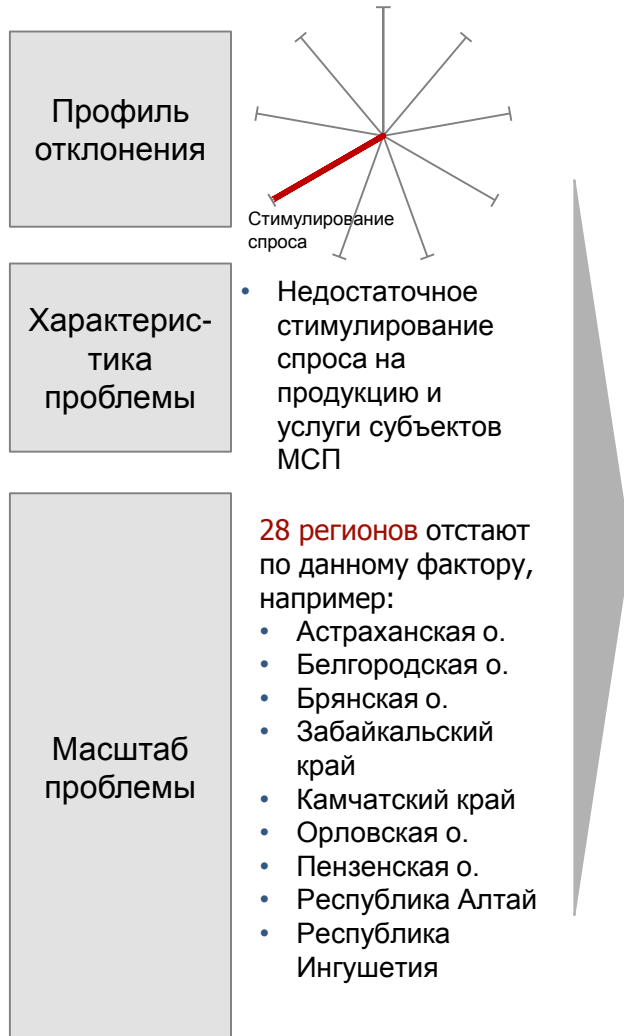 Профиль
отклонения
Стимулирование
спроса
Характерис-
тика
проблемы
• Недостаточное
стимулирование
спроса на
продукцию и
услуги субъектов
МСП
Масштаб
проблемы
28 регионов отстают
по данному фактору,
например:
• Астраханская о.
• Белгородская о.
• Брянская о.
• Забайкальский
край
• Камчатский край
• Орловская о.
• Пензенская о.
• Республика Алтай
• Республика
Ингушетия